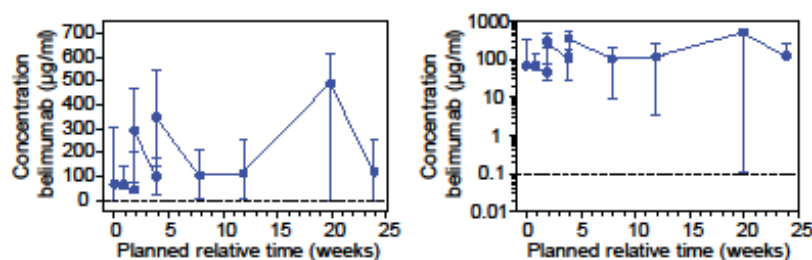 Concentration
belimumab (µg/ml)
700
600
500
400
300
200
100
0
0 5 10 15 20 25
Planned relative time (weeks)
Concentration
belimumab (µg/ml)
1000
100
10
1
0.1
0.01
0 5 10 15 20 25
Planned relative time (weeks)